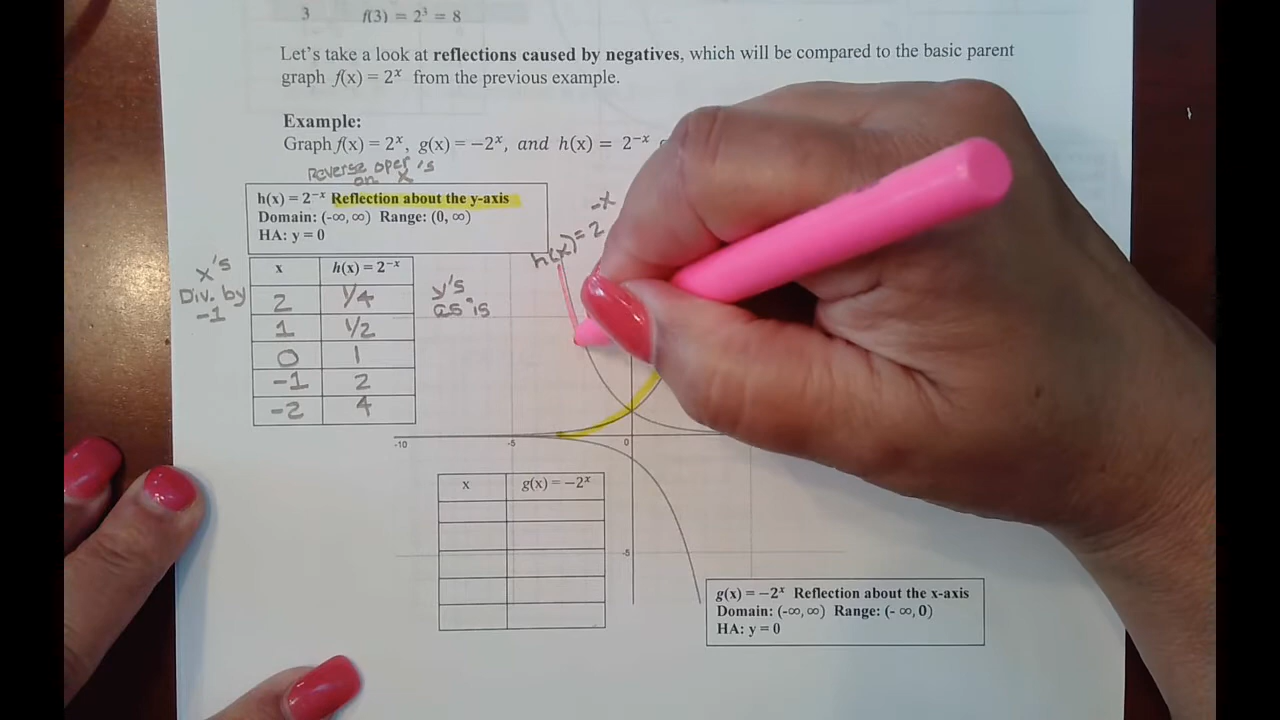 3 f(3) = 2³ = 8
Let's take a look at reflections caused by negatives, which will be compared to the basic parent
graph f(x) = 2ˣ from the previous example.
Example:
Graph f(x) = 2ˣ, g(x) = −2ˣ, and h(x) = 2⁻ˣ
Reverse oper's
on x
h(x) = 2⁻ˣ Reflection about the y-axis
Domain: (-∞, ∞) Range: (0, ∞)
HA: y = 0
-x
h(x) = 2
x's
Div. by
-1
x h(x) = 2⁻ˣ
2 1/4
1 1/2
0 1
-1 2
-2 4
y's
as is
-10 -5 0
x g(x) = −2ˣ
-5
g(x) = −2ˣ Reflection about the x-axis
Domain: (-∞, ∞) Range: (- ∞, 0)
HA: y = 0